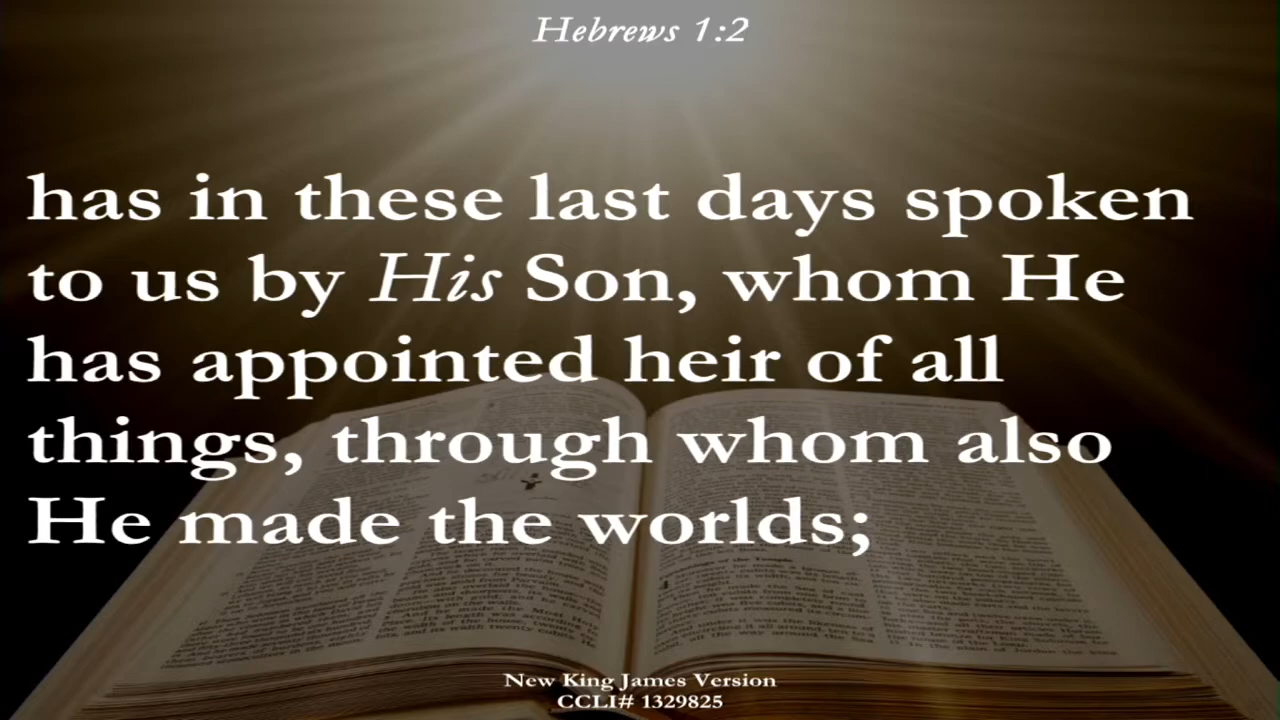 Hebrews 1:2
has in these last days spoken
to us by His Son, whom He
has appointed heir of all
things, through whom also
He made the worlds;
New King James Version
CCLI# 1329825